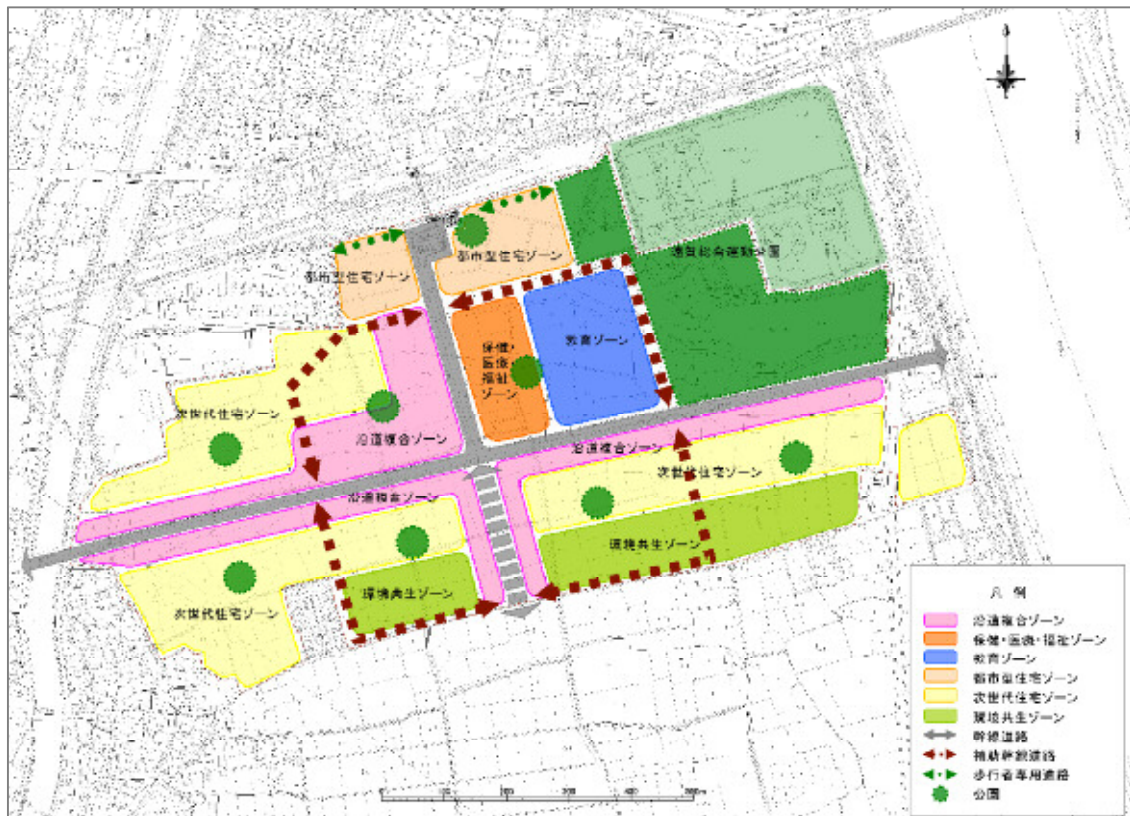 都市型住宅ゾーン
都市型住宅ゾーン
遠賀総合運動公園
保健・
医療・
福祉
ゾーン
教育ゾーン
次世代住宅ゾーン
沿道複合ゾーン
沿道複合ゾーン
次世代住宅ゾーン
沿道複合ゾーン
環境共生ゾーン
環境共生ゾーン
次世代住宅ゾーン
凡 例
沿道複合ゾーン
保健・医療・福祉ゾーン
教育ゾーン
都市型住宅ゾーン
次世代住宅ゾーン
環境共生ゾーン
幹線道路
補助幹線道路
歩行者専用道路
公園